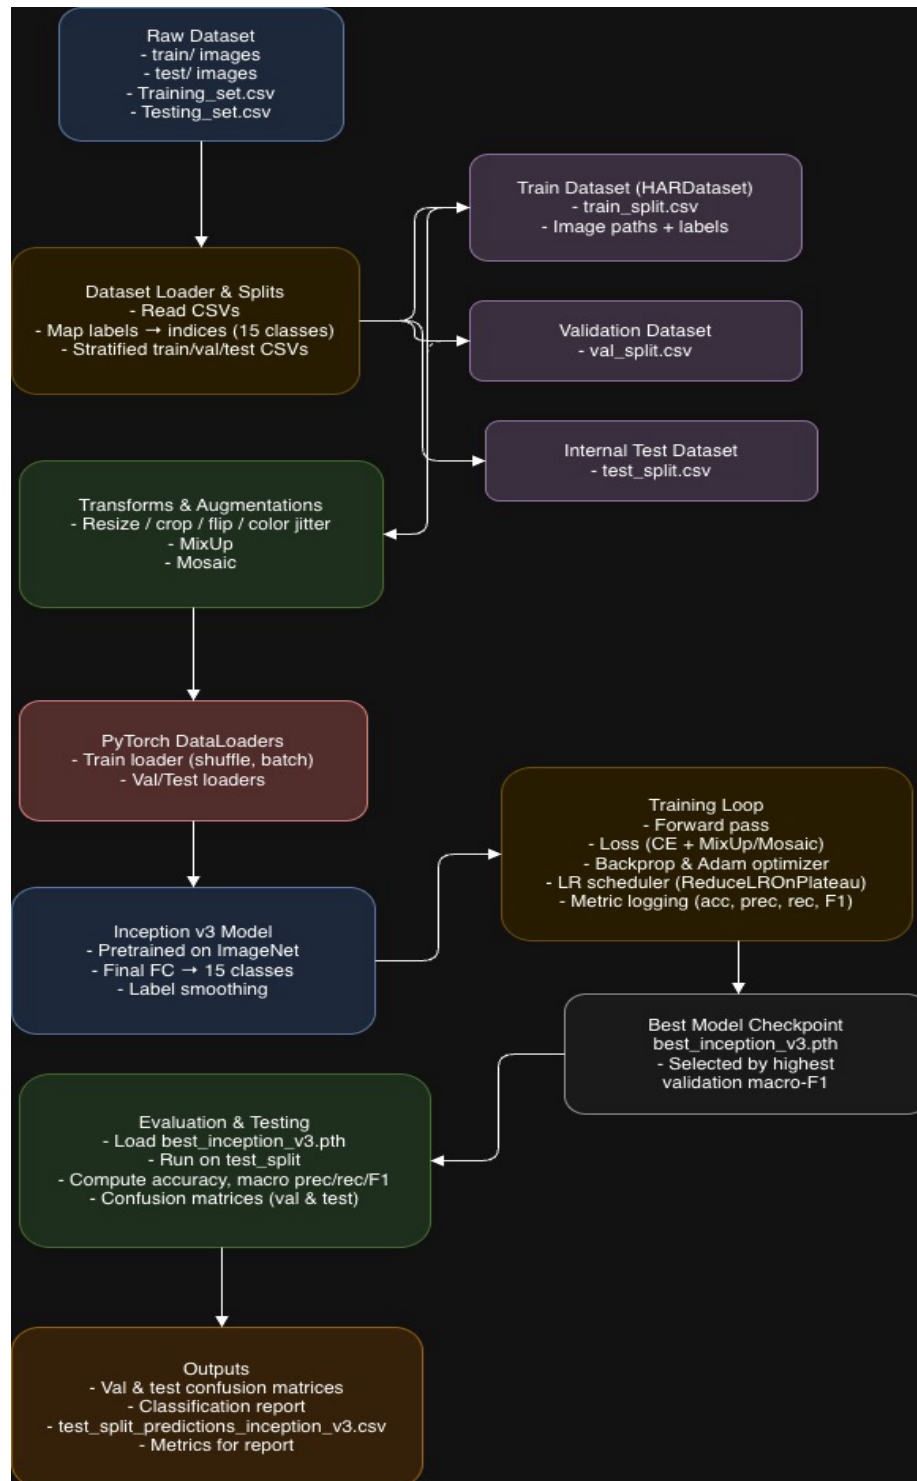 Raw Dataset
- train/ images
- test/ images
- Training_set.csv
- Testing_set.csv
Train Dataset (HARDataset)
- train_split.csv
- Image paths + labels
Dataset Loader & Splits
- Read CSVs
- Map labels → indices (15 classes)
- Stratified train/val/test CSVs
Validation Dataset
- val_split.csv
Internal Test Dataset
- test_split.csv
Transforms & Augmentations
- Resize / crop / flip / color jitter
- MixUp
- Mosaic
PyTorch DataLoaders
- Train loader (shuffle, batch)
- Val/Test loaders
Training Loop
- Forward pass
- Loss (CE + MixUp/Mosaic)
- Backprop & Adam optimizer
- LR scheduler (ReduceLROnPlateau)
- Metric logging (acc, prec, rec, F1)
Inception v3 Model
- Pretrained on ImageNet
- Final FC → 15 classes
- Label smoothing
Best Model Checkpoint
best_inception_v3.pth
- Selected by highest
validation macro-F1
Evaluation & Testing
- Load best_inception_v3.pth
- Run on test_split
- Compute accuracy, macro prec/rec/F1
- Confusion matrices (val & test)
Outputs
- Val & test confusion matrices
- Classification report
- test_split_predictions_inception_v3.csv
- Metrics for report